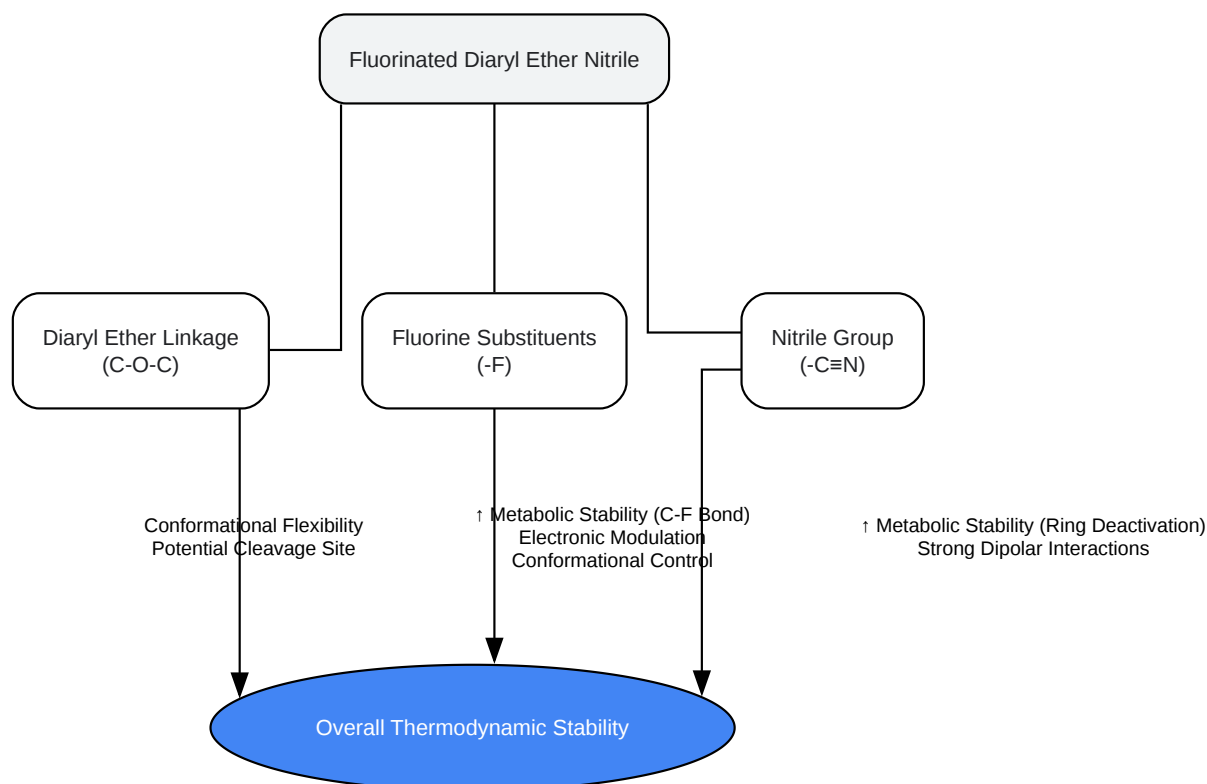 Fluorinated Diaryl Ether Nitrile
Diaryl Ether Linkage
(C-O-C)
Fluorine Substituents
(-F)
Nitrile Group
(-C≡N)
Conformational Flexibility
Potential Cleavage Site
↑ Metabolic Stability (C-F Bond)
Electronic Modulation
Conformational Control
↑ Metabolic Stability (Ring Deactivation)
Strong Dipolar Interactions
Overall Thermodynamic Stability